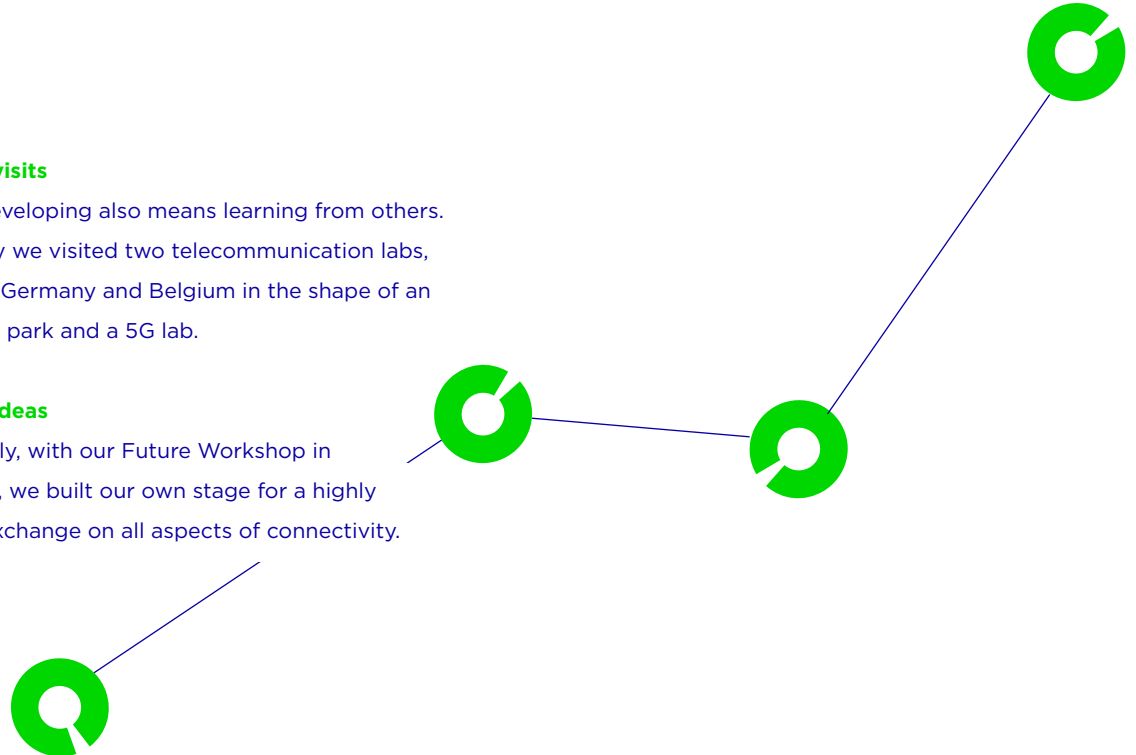 visits
eveloping also means learning from others.
y we visited two telecommunication labs,
Germany and Belgium in the shape of an
park and a 5G lab.
deas
ly, with our Future Workshop in
, we built our own stage for a highly
xchange on all aspects of connectivity.